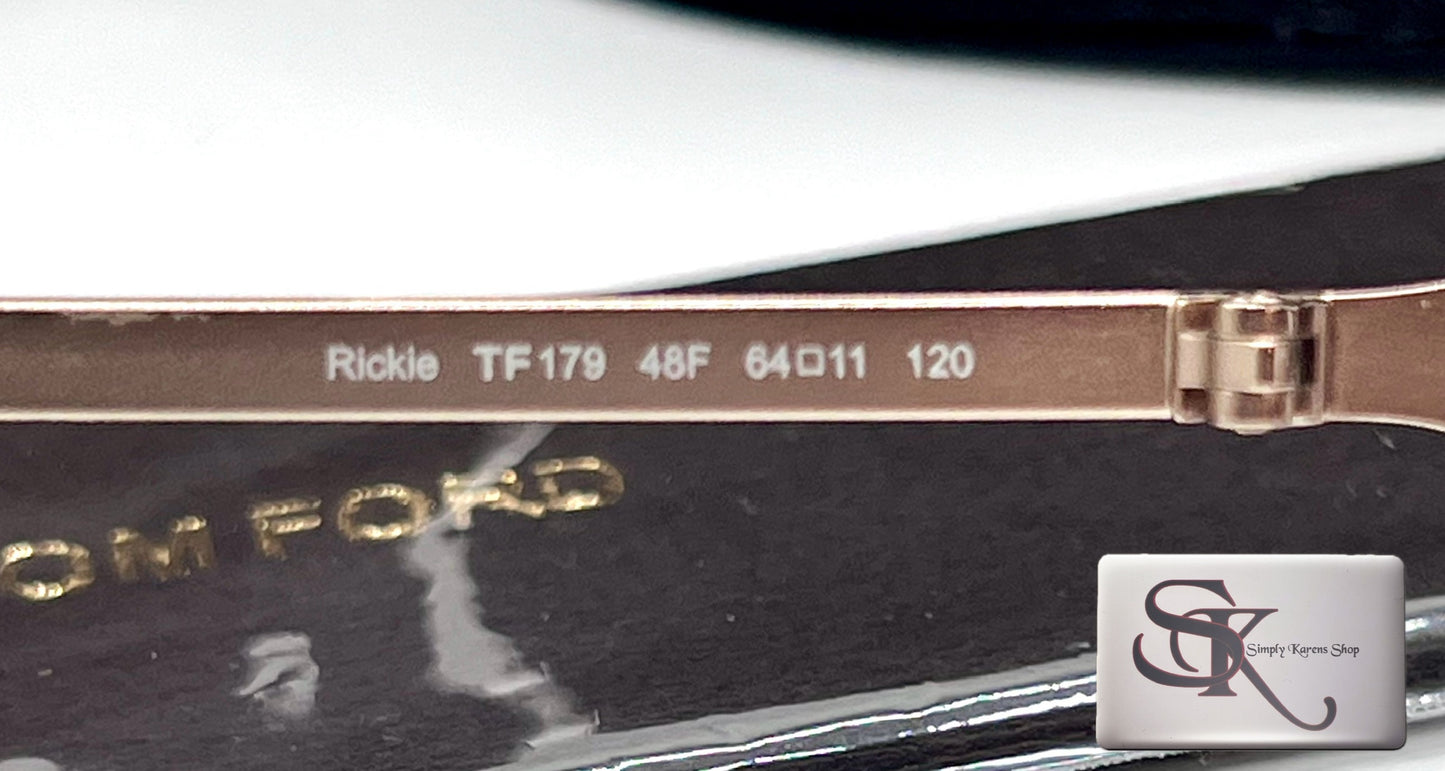 Rickie TF179 48F 64□11 120
OM FORD
SK Simply Karens Shop